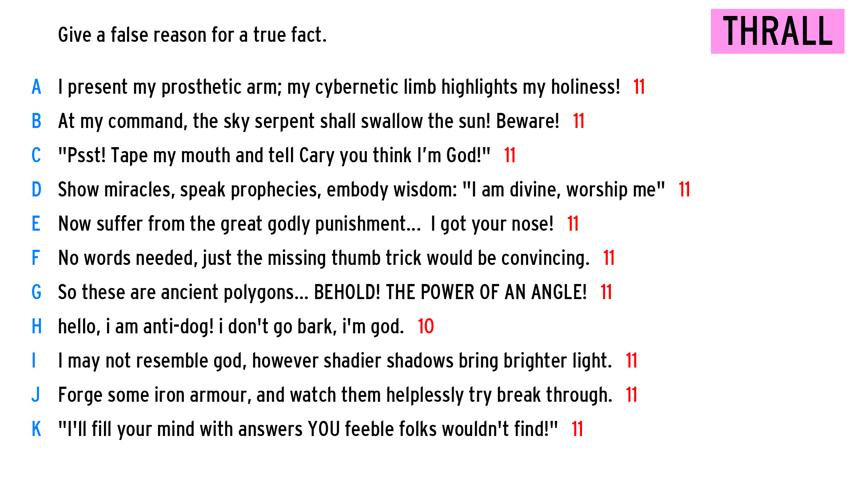 Give a false reason for a true fact.
THRALL
A I present my prosthetic arm; my cybernetic limb highlights my holiness! 11
B At my command, the sky serpent shall swallow the sun! Beware! 11
C "Psst! Tape my mouth and tell Cary you think I'm God!" 11
D Show miracles, speak prophecies, embody wisdom: "I am divine, worship me" 11
E Now suffer from the great godly punishment... I got your nose! 11
F No words needed, just the missing thumb trick would be convincing. 11
G So these are ancient polygons... BEHOLD! THE POWER OF AN ANGLE! 11
H hello, i am anti-dog! i don't go bark, i'm god. 10
I I may not resemble god, however shadier shadows bring brighter light. 11
J Forge some iron armour, and watch them helplessly try break through. 11
K "I'll fill your mind with answers YOU feeble folks wouldn't find!" 11